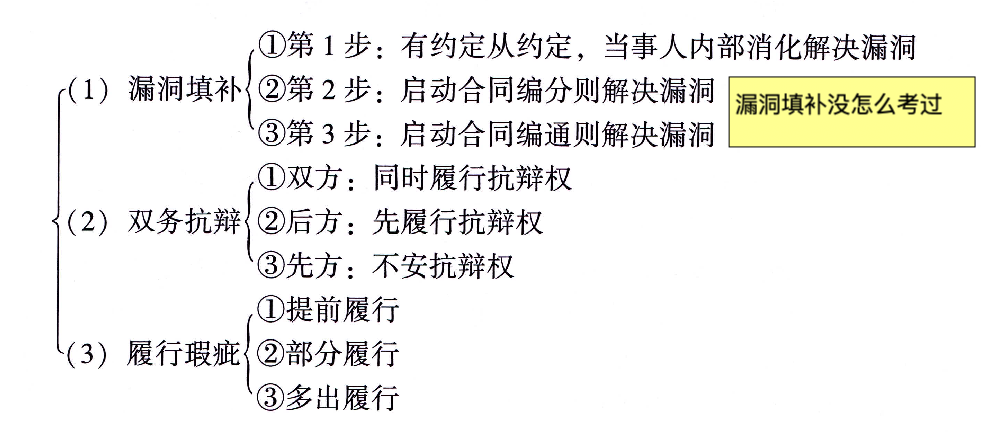 ①第 1 步：有约定从约定，当事人内部消化解决漏洞
(1) 漏洞填补 ②第 2 步：启动合同编分则解决漏洞
漏洞填补没怎么考过
③第 3 步：启动合同编通则解决漏洞
①双方：同时履行抗辩权
(2) 双务抗辩 ②后方：先履行抗辩权
③先方：不安抗辩权
①提前履行
(3) 履行瑕疵 ②部分履行
③多出履行